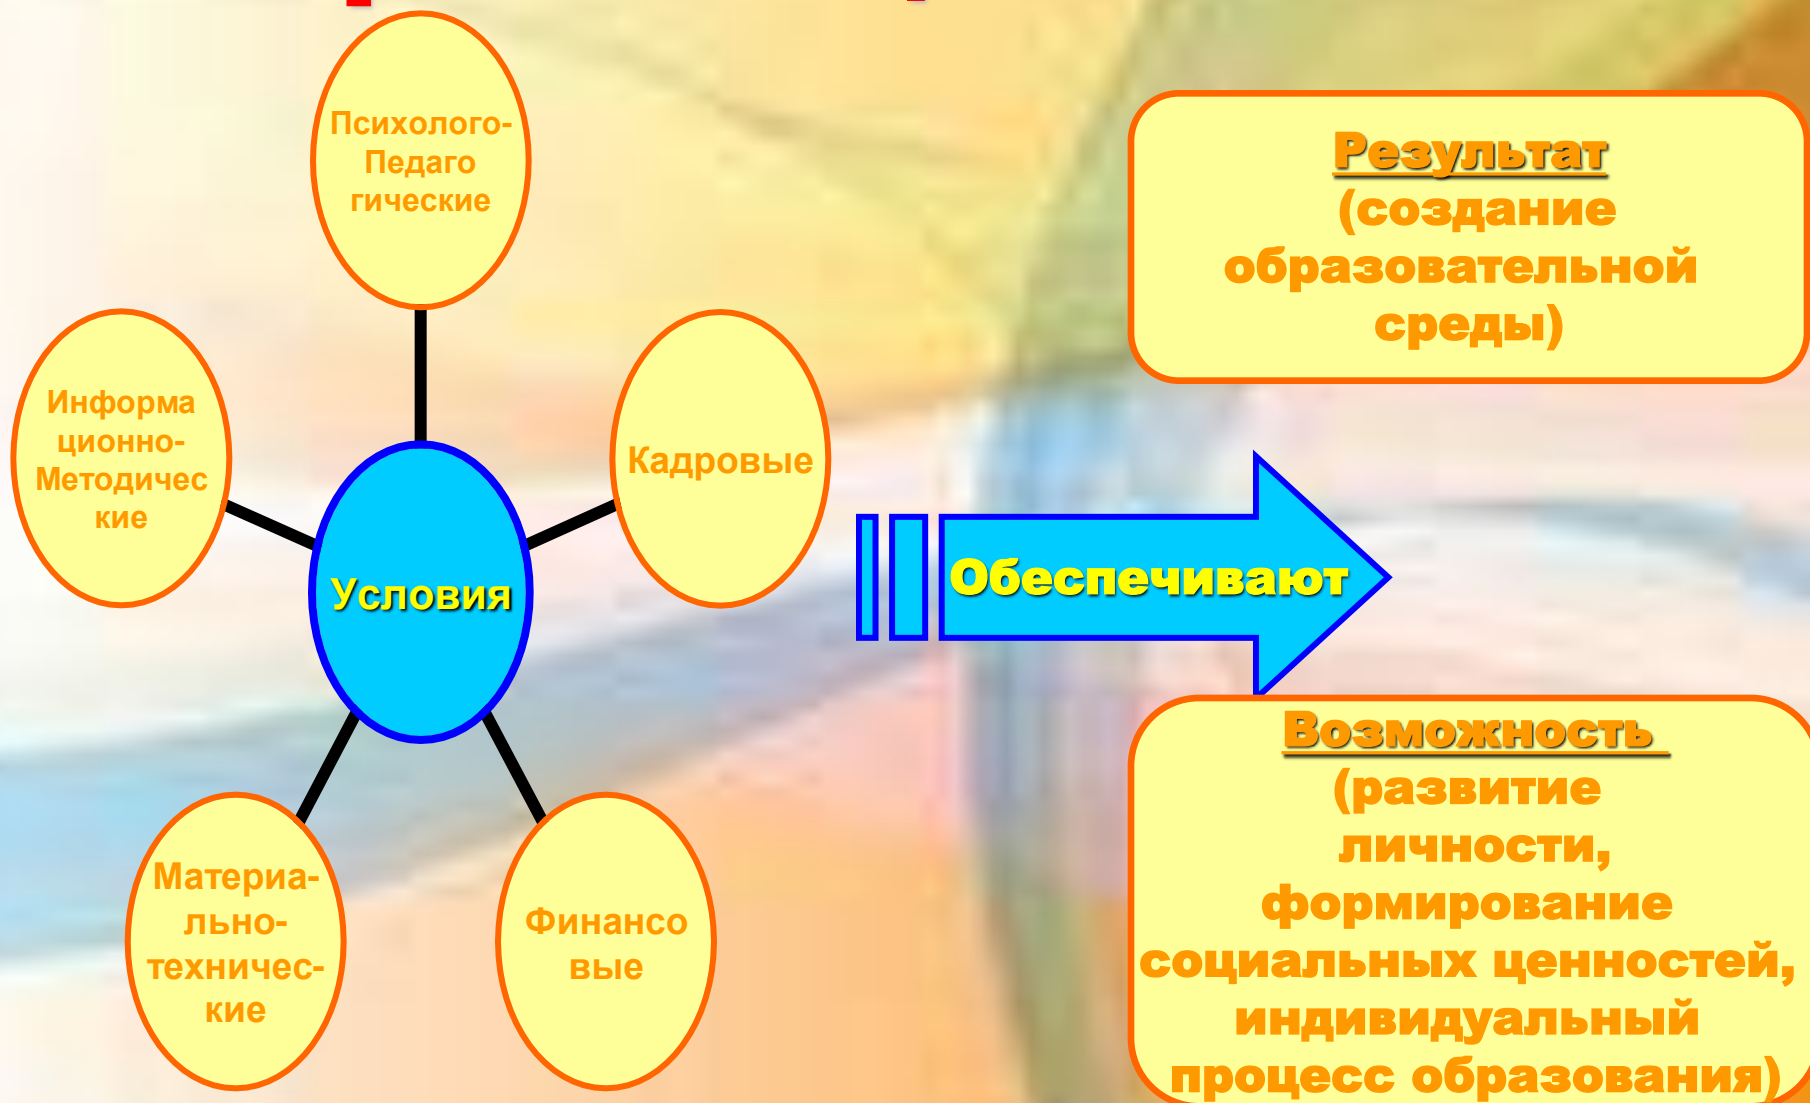 Психолого-
Педаго
гические
Информа
ционно-
Методичес
кие
Кадровые
Условия
Материа-
льно-
техничес-
кие
Финансо
вые
Обеспечивают
Результат
(создание
образовательной
среды)
Возможность
(развитие
личности,
формирование
социальных ценностей,
индивидуальный
процесс образования)